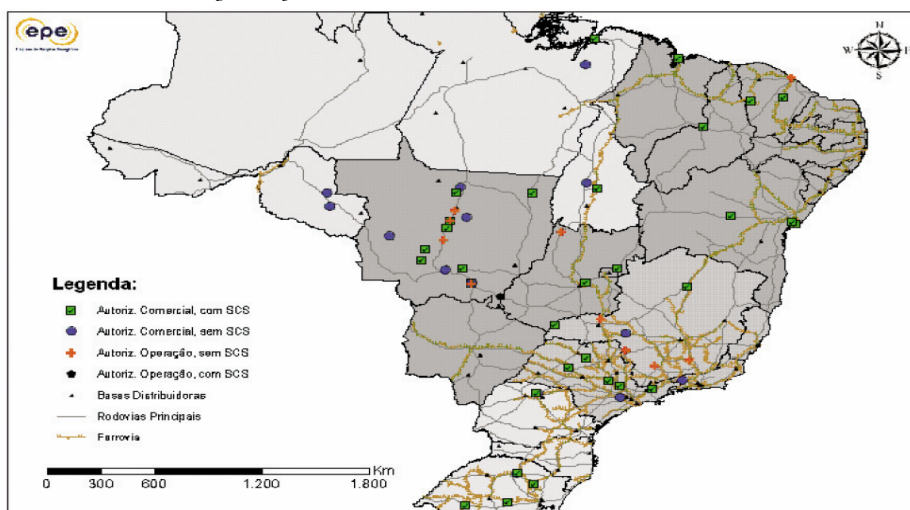 epe
N
W
E
S
Legenda:
Autoriz. Comercial, com SCS
Autoriz. Comercial, sem SCS
Autoriz. Operação, sem SCS
Autoriz. Operação, com SCS
Bases Distribuidoras
Rodovias Principais
Ferrovia
Km
0 300 600 1.200 1.800